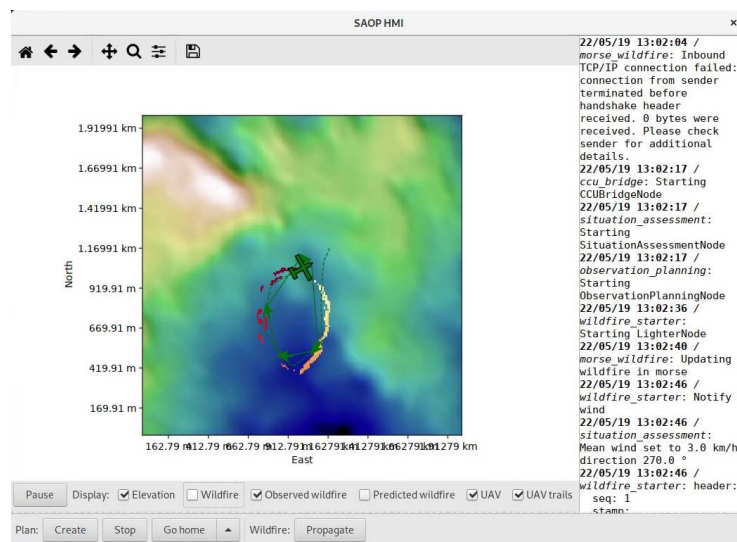 SAOP HMI
×
22/05/19 13:02:04 /
morse_wildfire: Inbound
TCP/IP connection failed:
connection from sender
terminated before
handshake header
received. 0 bytes were
received. Please check
sender for additional
details.
22/05/19 13:02:17 /
ccu_bridge: Starting
CCUBridgeNode
22/05/19 13:02:17 /
situation_assessment:
Starting
SituationAssessmentNode
22/05/19 13:02:17 /
observation_planning:
Starting
ObservationPlanningNode
22/05/19 13:02:36 /
wildfire_starter:
Starting LighterNode
22/05/19 13:02:40 /
morse_wildfire: Updating
wildfire in morse
22/05/19 13:02:46 /
wildfire_starter: Notify
wind
22/05/19 13:02:46 /
situation_assessment:
Mean wind set to 3.0 km/h
direction 270.0 °
22/05/19 13:02:46 /
wildfire_starter: header:
seq: 1
stamp:
1.91991 km
1.66991 km
1.41991 km
1.16991 km
919.91 m
669.91 m
419.91 m
169.91 m
North
162.79 m
East
Pause Display: Elevation Wildfire Observed wildfire Predicted wildfire UAV UAV trails
Plan: Create Stop Go home Wildfire: Propagate